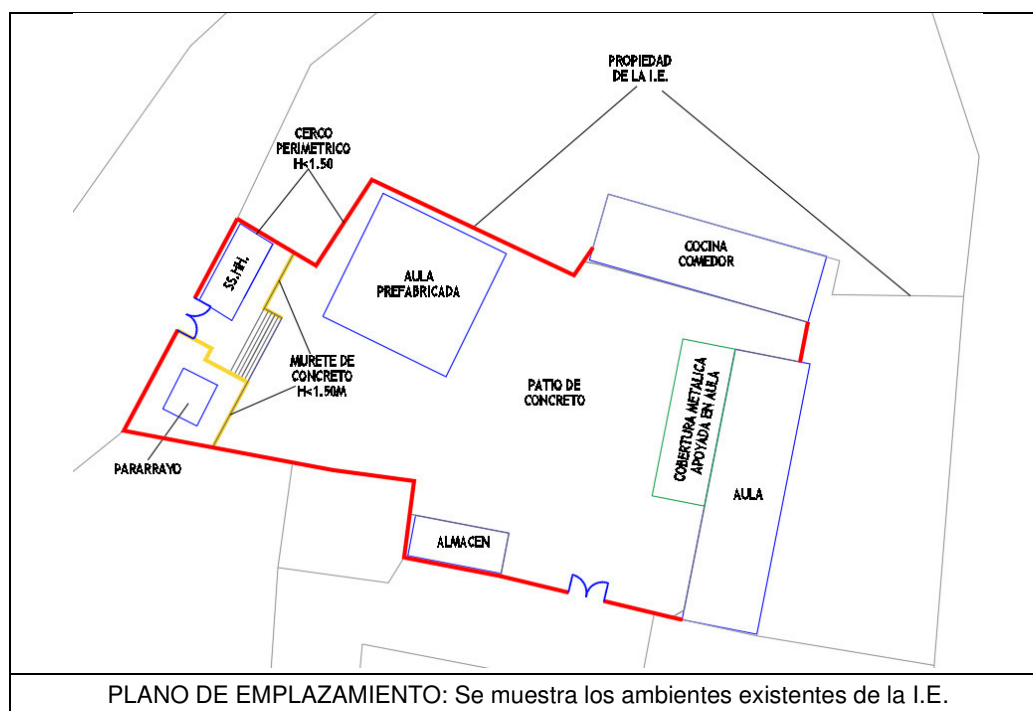 PROPIEDAD
DE LA I.E.
CERCO
PERIMETRICO
H<1.50
SS.HH.
AULA
PREFABRICADA
COCINA
COMEDOR
MURETE DE
CONCRETO
H<1.50M
PATIO DE
CONCRETO
COBERTURA METALICA
APOYADA EN AULA
PARARRAYO
AULA
ALMACEN
PLANO DE EMPLAZAMIENTO: Se muestra los ambientes existentes de la I.E.